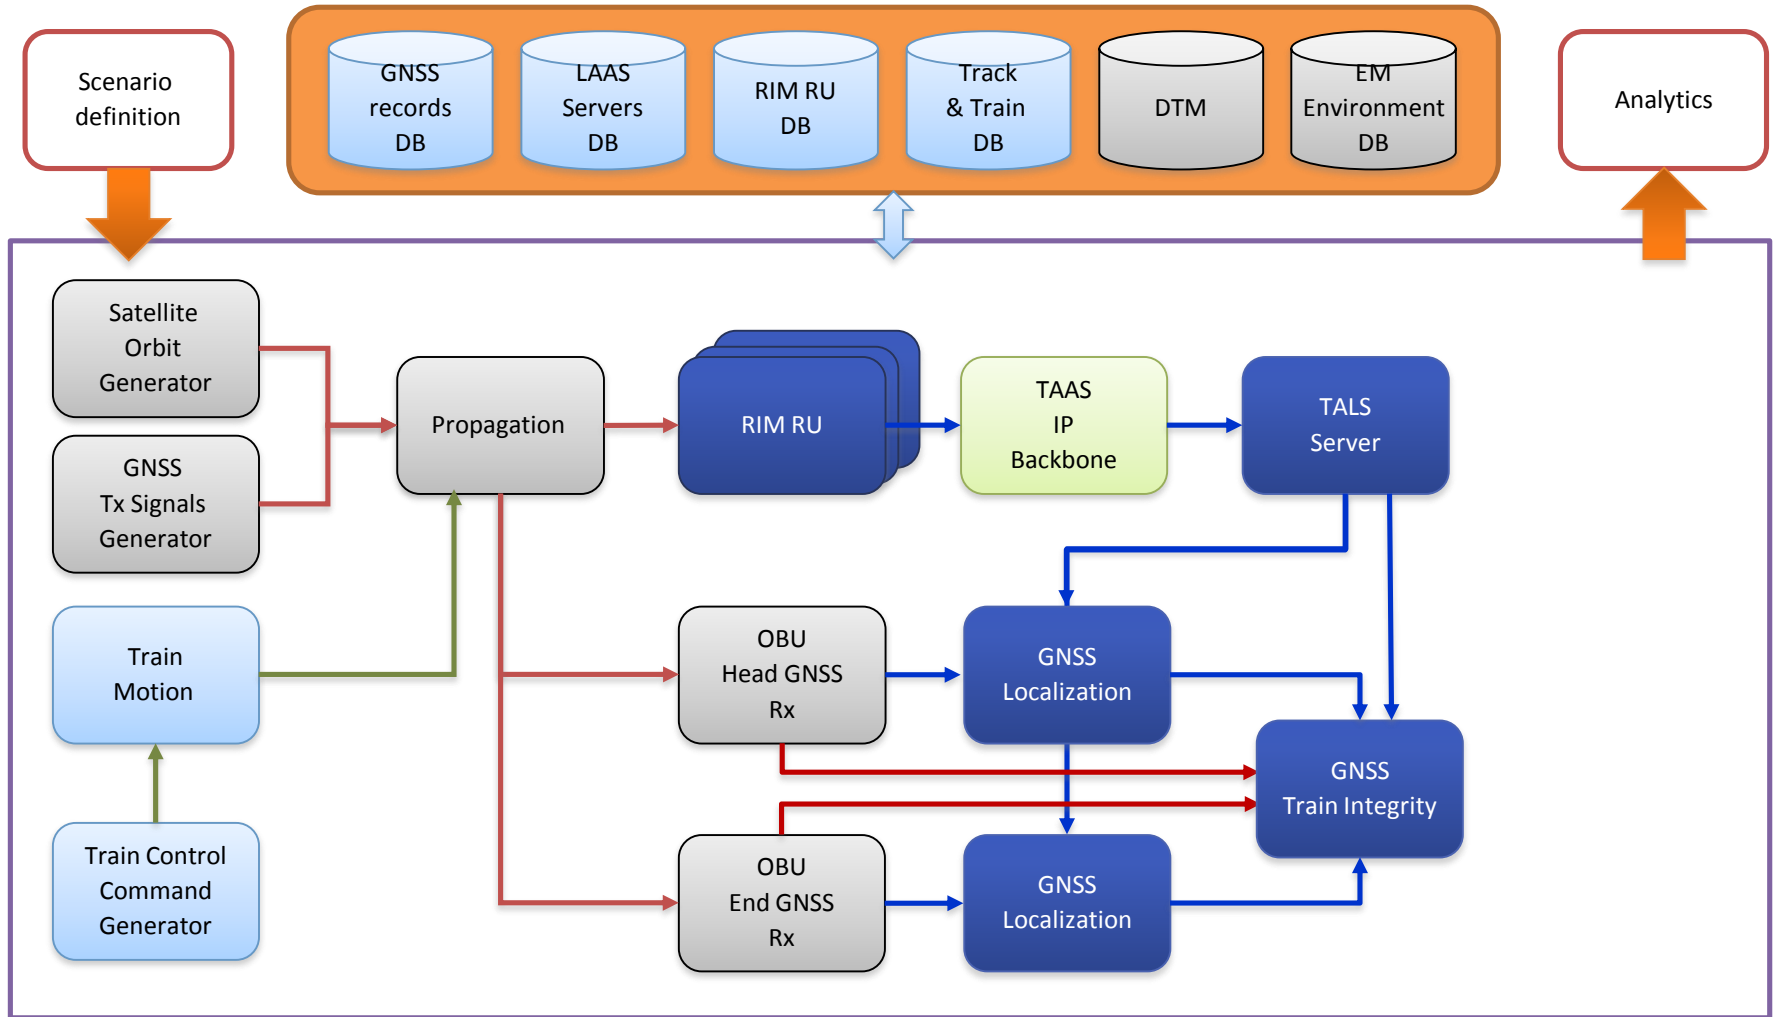 Scenario
definition
GNSS
records
DB
LAAS
Servers
DB
RIM RU
DB
Track
& Train
DB
DTM
EM
Environment
DB
Analytics
Satellite
Orbit
Generator
GNSS
Tx Signals
Generator
Propagation
RIM RU
TAAS
IP
Backbone
TALS
Server
Train
Motion
OBU
Head GNSS
Rx
GNSS
Localization
GNSS
Train Integrity
Train Control
Command
Generator
OBU
End GNSS
Rx
GNSS
Localization